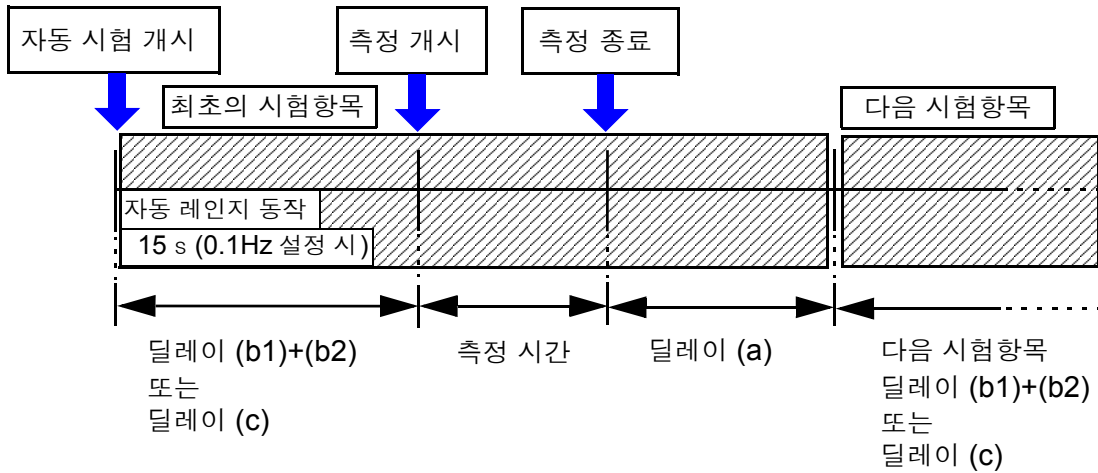 자동 시험 개시
측정 개시
측정 종료
최초의 시험항목
다음 시험항목
자동 레인지 동작
15 s (0.1Hz 설정 시)
딜레이 (b1)+(b2)
또는
딜레이 (c)
측정 시간
딜레이 (a)
다음 시험항목
딜레이 (b1)+(b2)
또는
딜레이 (c)